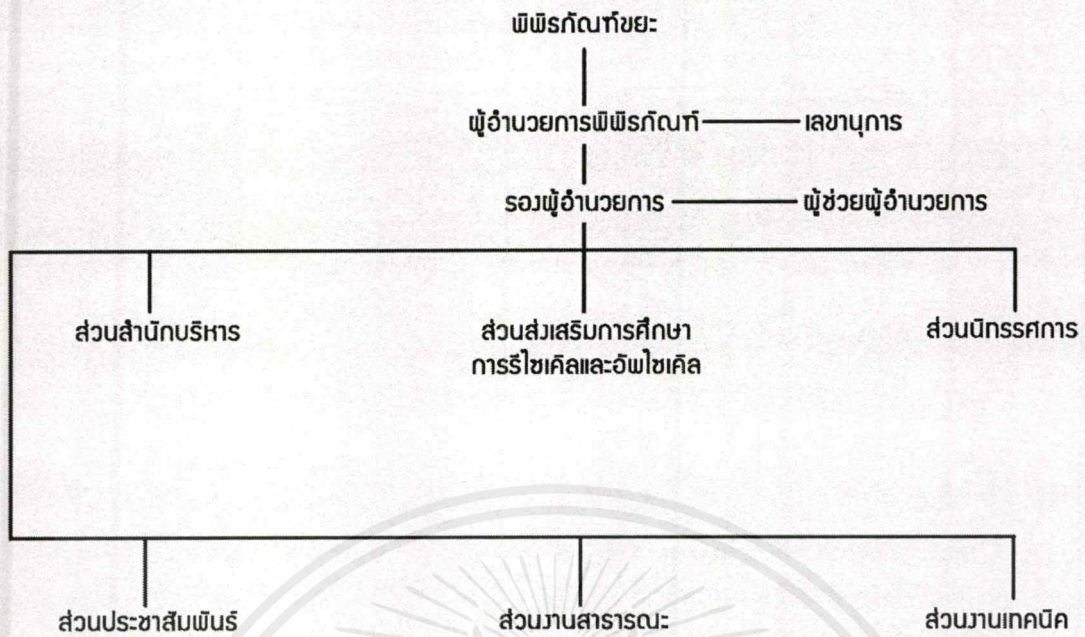 พิพิธภัณฑ์ขยะ
ผู้อำนวยการพิพิธภัณฑ์ เลขานุการ
รองผู้อำนวยการ ผู้ช่วยผู้อำนวยการ
ส่วนสำนักบริหาร ส่วนส่งเสริมการศึกษา ส่วนนิทรรศการ
การรีไซเคิลและอัพไซเคิล
ส่วนประชาสัมพันธ์ ส่วนงานสารารณะ ส่วนงานเทคนิค